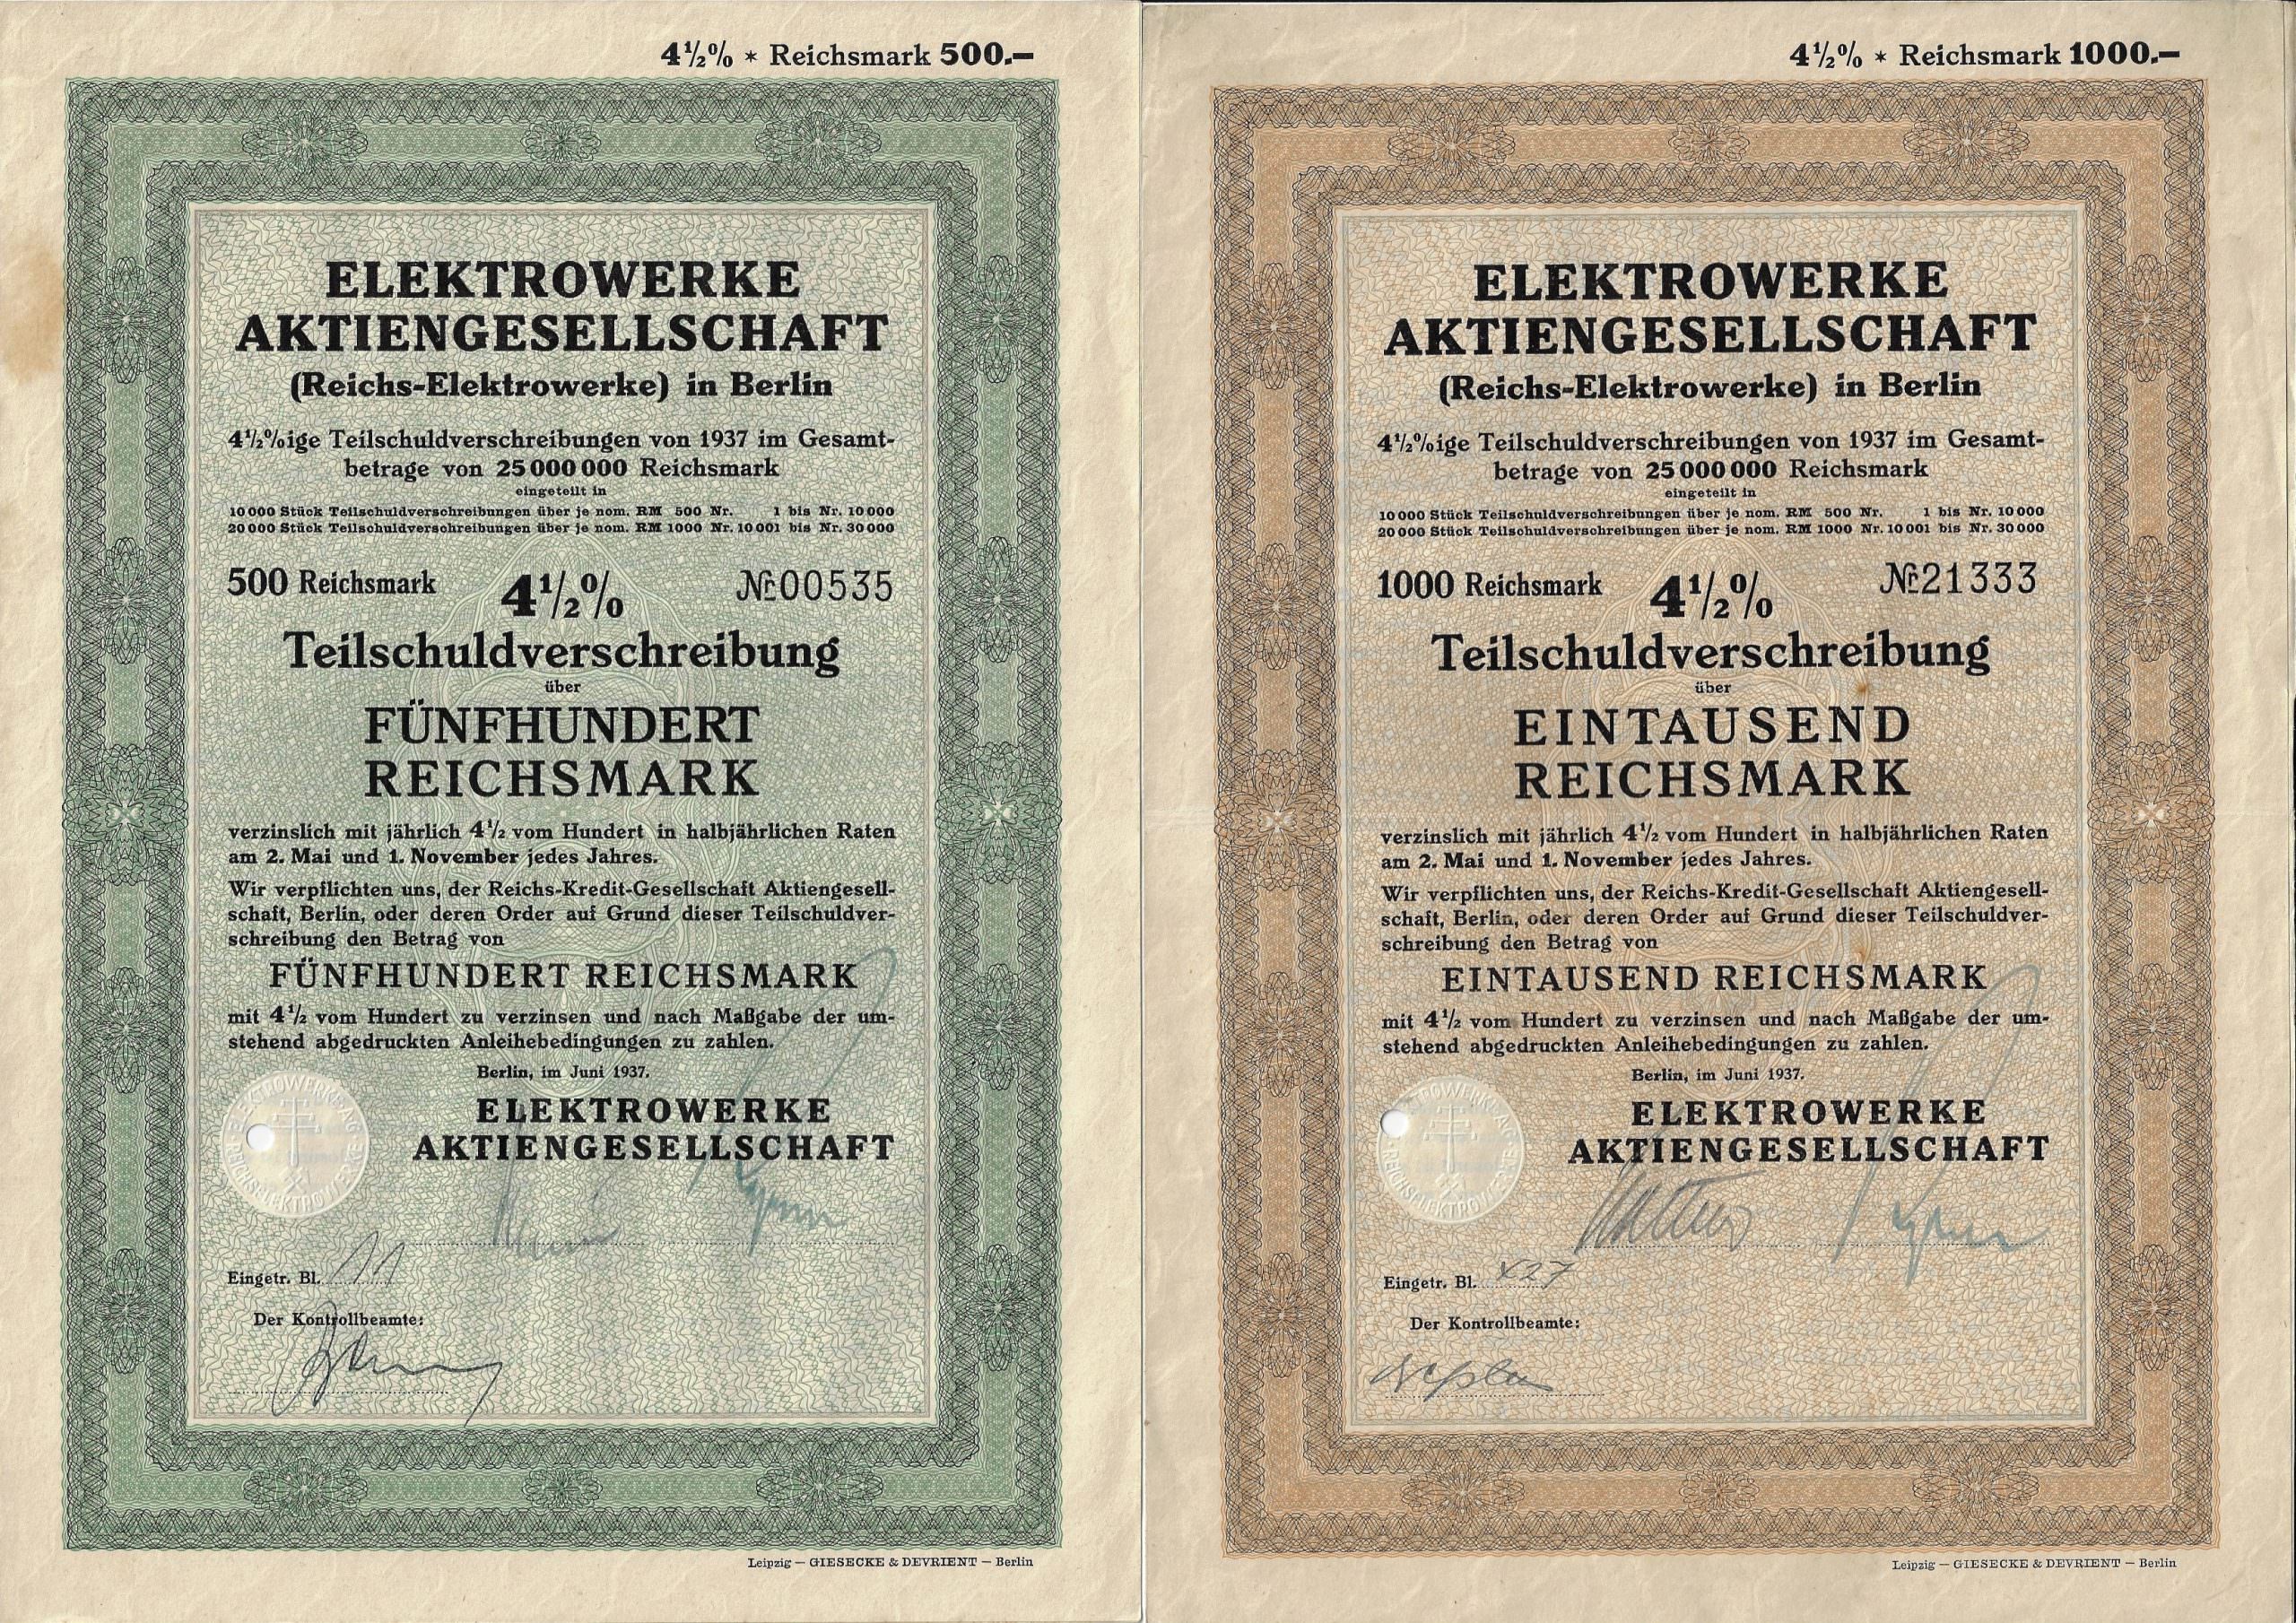 4½% * Reichsmark 500.–
ELEKTROWERKE
AKTIENGESELLSCHAFT
(Reichs-Elektrowerke) in Berlin
4½%ige Teilschuldverschreibungen von 1937 im Gesamt-
betrage von 25 000 000 Reichsmark
eingeteilt in
10 000 Stück Teilschuldverschreibungen über je nom. RM 500 Nr. 1 bis Nr. 10 000
20 000 Stück Teilschuldverschreibungen über je nom. RM 1000 Nr. 10 001 bis Nr. 30 000
500 Reichsmark 4½% Nr. 00535
Teilschuldverschreibung
über
FÜNFHUNDERT
REICHSMARK
verzinslich mit jährlich 4½ vom Hundert in halbjährlichen Raten
am 2. Mai und 1. November jedes Jahres.
Wir verpflichten uns, der Reichs-Kredit-Gesellschaft Aktiengesell-
schaft, Berlin, oder deren Order auf Grund dieser Teilschuldver-
schreibung den Betrag von
FÜNFHUNDERT REICHSMARK
mit 4½ vom Hundert zu verzinsen und nach Maßgabe der um-
stehend abgedruckten Anleihebedingungen zu zahlen.
Berlin, im Juni 1937.
ELEKTROWERKE
AKTIENGESELLSCHAFT
Eingetr. Bl. 11
Der Kontrollbeamte:
Leipzig – GIESECKE & DEVRIENT – Berlin
4½% * Reichsmark 1000.–
ELEKTROWERKE
AKTIENGESELLSCHAFT
(Reichs-Elektrowerke) in Berlin
4½%ige Teilschuldverschreibungen von 1937 im Gesamt-
betrage von 25 000 000 Reichsmark
eingeteilt in
10 000 Stück Teilschuldverschreibungen über je nom. RM 500 Nr. 1 bis Nr. 10 000
20 000 Stück Teilschuldverschreibungen über je nom. RM 1000 Nr. 10 001 bis Nr. 30 000
1000 Reichsmark 4½% Nr. 21333
Teilschuldverschreibung
über
EINTAUSEND
REICHSMARK
verzinslich mit jährlich 4½ vom Hundert in halbjährlichen Raten
am 2. Mai und 1. November jedes Jahres.
Wir verpflichten uns, der Reichs-Kredit-Gesellschaft Aktiengesell-
schaft, Berlin, oder deren Order auf Grund dieser Teilschuldver-
schreibung den Betrag von
EINTAUSEND REICHSMARK
mit 4½ vom Hundert zu verzinsen und nach Maßgabe der um-
stehend abgedruckten Anleihebedingungen zu zahlen.
Berlin, im Juni 1937.
ELEKTROWERKE
AKTIENGESELLSCHAFT
Eingetr. Bl. 427
Der Kontrollbeamte:
Leipzig – GIESECKE & DEVRIENT – Berlin